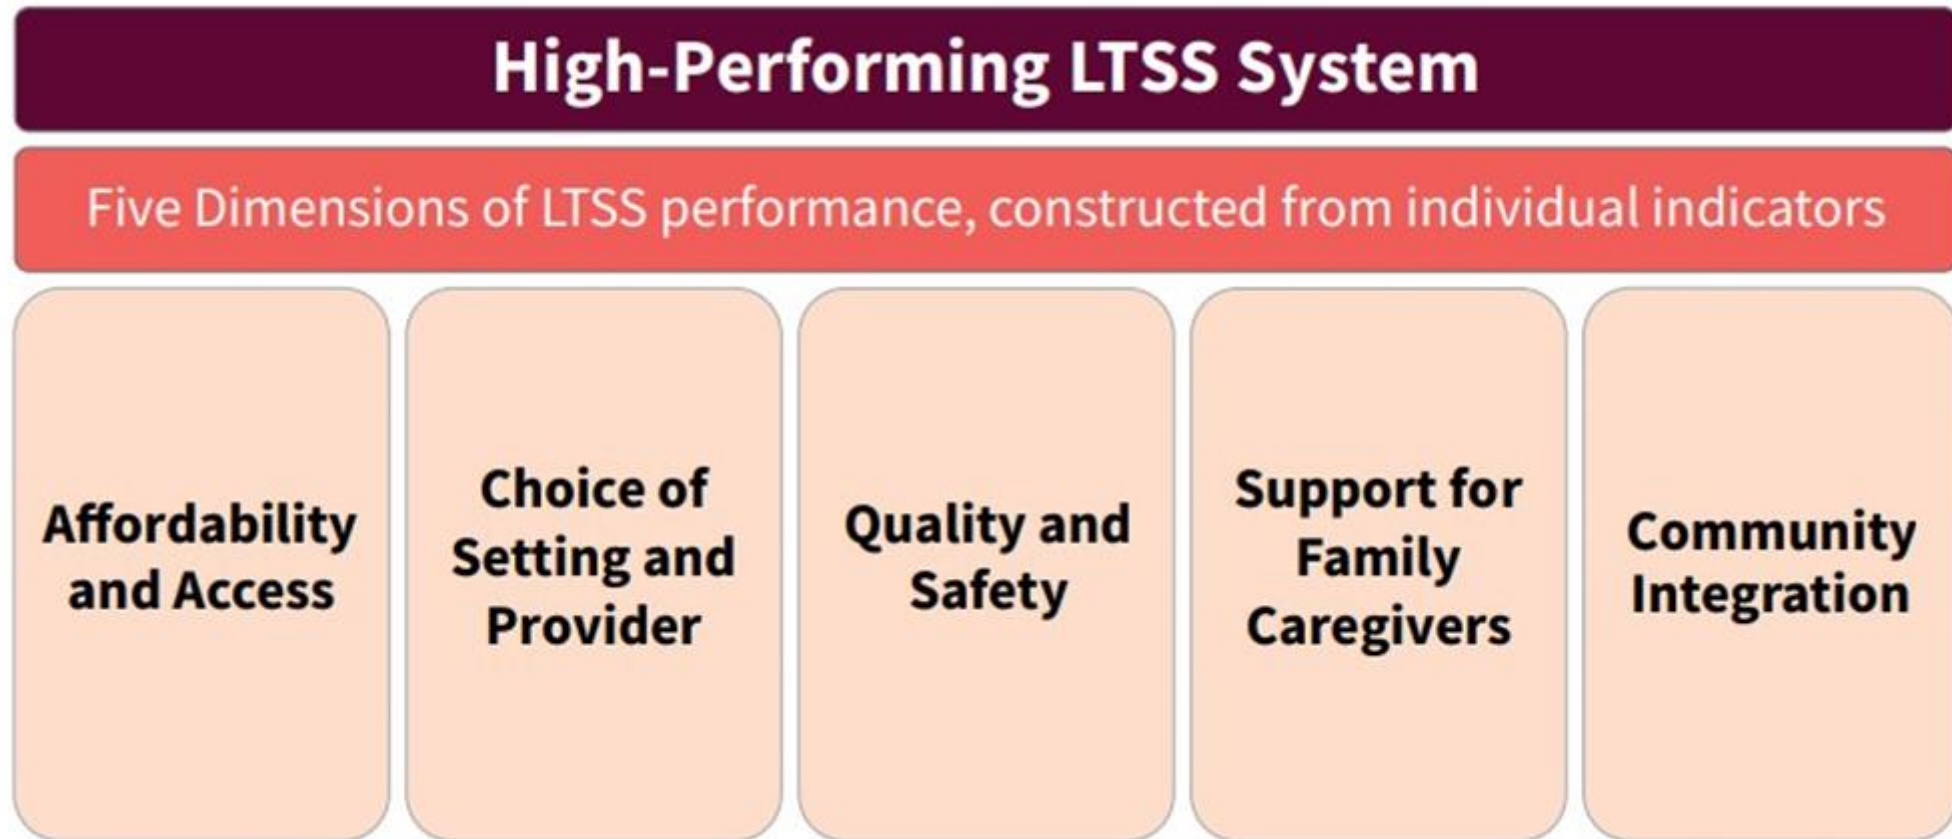 High-Performing LTSS System
Five Dimensions of LTSS performance, constructed from individual indicators
Affordability
and Access
Choice of
Setting and
Provider
Quality and
Safety
Support for
Family
Caregivers
Community
Integration